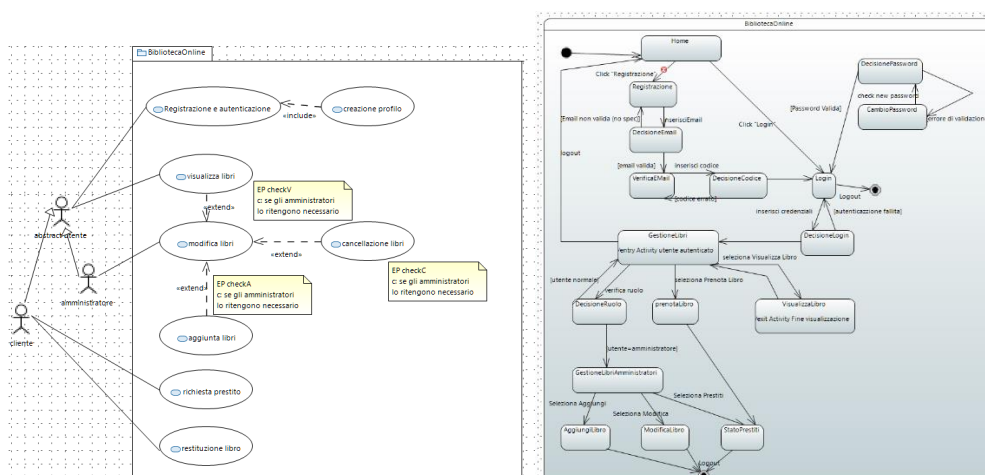 BibliotecaOnline
Registrazione e autenticazione
creazione profilo
«include»
visualizza libri
EP checkV
c: se gli amministratori
lo ritengono necessario
«extend»
abstract utente
modifica libri
cancellazione libri
«extend»
amministratore
«extend»
EP checkA
c: se gli amministratori
lo ritengono necessario
EP checkC
c: se gli amministratori
lo ritengono necessario
cliente
aggiunta libri
richiesta prestito
restituzione libro
BibliotecaOnline
Home
DecisionePassword
Click "Registrazione"
Registrazione
check new password
[Password Valida]
CambioPassword
[Email non valida (no spec)]
inserisciEmail
Click "Login"
errore di validazione
DecisioneEmail
logout
[email valida]
inserisci codice
VerificaEMail
DecisioneCodice
Login
[codice errato]
Logout
inserisci credenziali
[autenticazzione fallita]
GestioneLibri
DecisioneLogin
entry Activity utente autenticato
seleziona Visualizza Libro
[utente normale]
verifica ruolo
seleziona Prenota Libro
DecisioneRuolo
prenotaLibro
VisualizzaLibro
exit Activity Fine visualizzazione
[utente=amministratore]
GestioneLibriAmministratori
Seleziona Aggiungi
Seleziona Prestiti
Seleziona Modifica
AggiungiLibro
ModificaLibro
StatoPrestiti
Logout